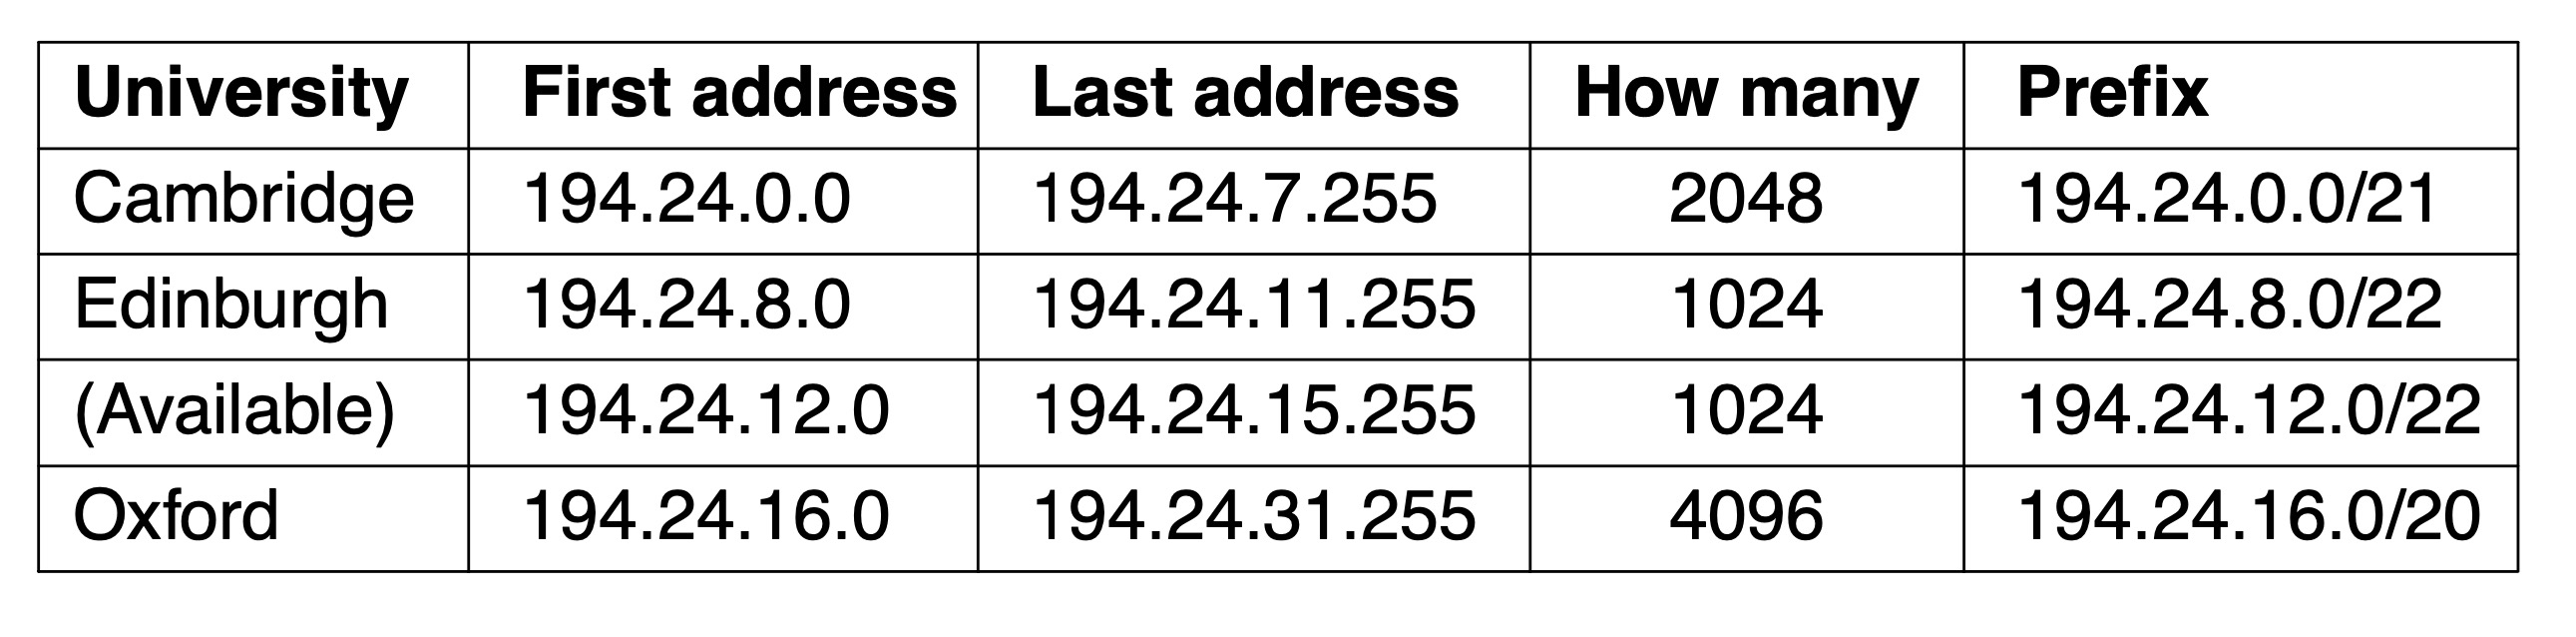 University First address Last address How many Prefix
Cambridge 194.24.0.0 194.24.7.255 2048 194.24.0.0/21
Edinburgh 194.24.8.0 194.24.11.255 1024 194.24.8.0/22
(Available) 194.24.12.0 194.24.15.255 1024 194.24.12.0/22
Oxford 194.24.16.0 194.24.31.255 4096 194.24.16.0/20